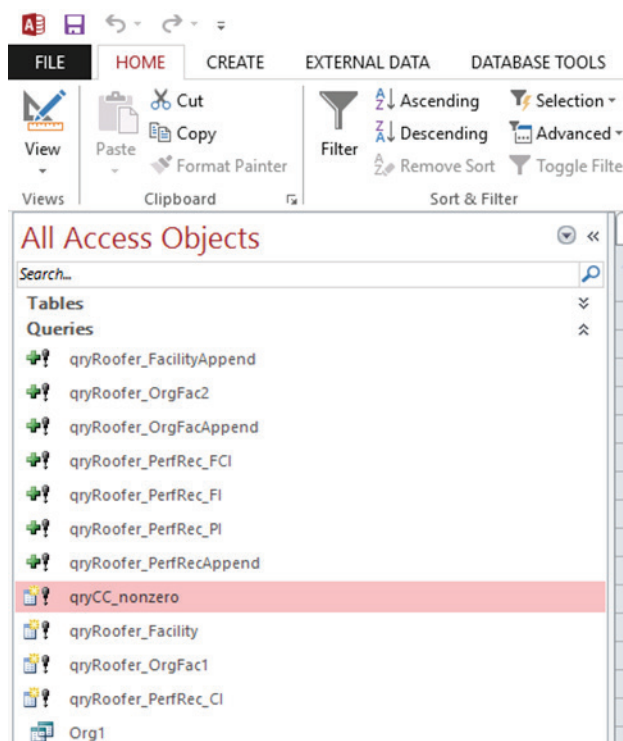 FILE HOME CREATE EXTERNAL DATA DATABASE TOOLS
View
Paste
Cut
Copy
Format Painter
Filter
Ascending
Descending
Remove Sort
Selection
Advanced
Toggle Filte
Views Clipboard Sort & Filter
All Access Objects
Search...
Tables
Queries
qryRoofer_FacilityAppend
qryRoofer_OrgFac2
qryRoofer_OrgFacAppend
qryRoofer_PerfRec_FCI
qryRoofer_PerfRec_FI
qryRoofer_PerfRec_PI
qryRoofer_PerfRecAppend
qryCC_nonzero
qryRoofer_Facility
qryRoofer_OrgFac1
qryRoofer_PerfRec_CI
Org1